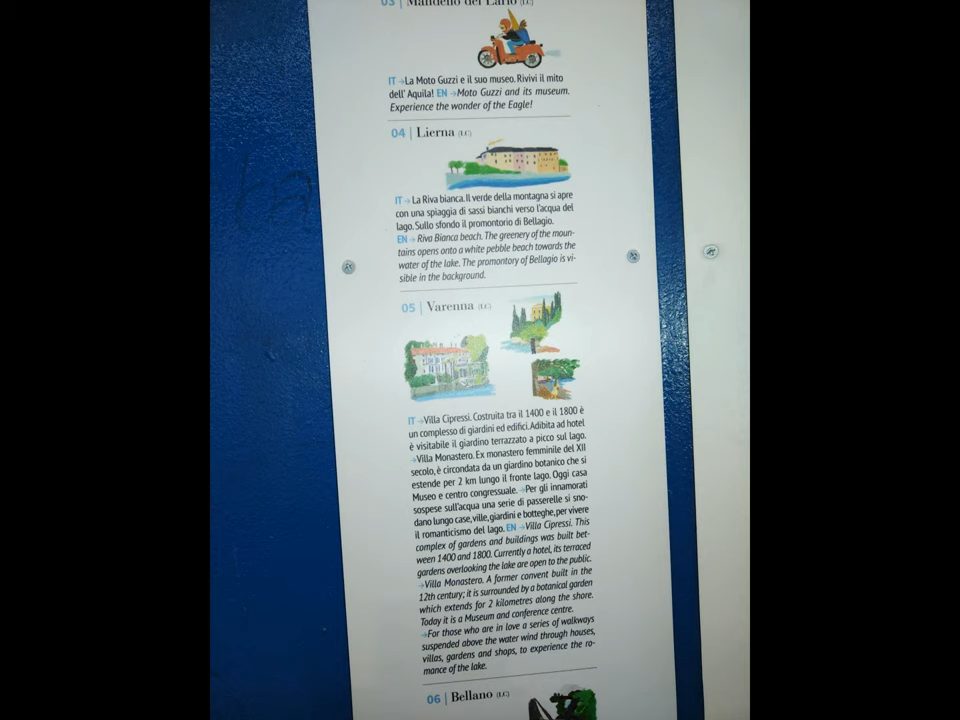 03 | Mandello del Lario (LC)
IT →La Moto Guzzi e il suo museo. Rivivi il mito
dell' Aquila! EN →Moto Guzzi and its museum.
Experience the wonder of the Eagle!
04 | Lierna (LC)
IT → La Riva bianca. Il verde della montagna si apre
con una spiaggia di sassi bianchi verso l'acqua del
lago. Sullo sfondo il promontorio di Bellagio.
EN → Riva Bianca beach. The greenery of the moun-
tains opens onto a white pebble beach towards the
water of the lake. The promontory of Bellagio is vi-
sible in the background.
05 | Varenna (LC)
IT →Villa Cipressi. Costruita tra il 1400 e il 1800 è
un complesso di giardini ed edifici. Adibita ad hotel
è visitabile il giardino terrazzato a picco sul lago.
→Villa Monastero. Ex monastero femminile del XII
secolo, è circondata da un giardino botanico che si
estende per 2 km lungo il fronte lago. Oggi casa
Museo e centro congressuale. →Per gli innamorati
sospese sull'acqua una serie di passerelle si sno-
dano lungo case, ville, giardini e botteghe, per vivere
il romanticismo del lago. EN →Villa Cipressi. This
complex of gardens and buildings was built bet-
ween 1400 and 1800. Currently a hotel, its terraced
gardens overlooking the lake are open to the public.
→Villa Monastero. A former convent built in the
12th century; it is surrounded by a botanical garden
which extends for 2 kilometres along the shore.
Today it is a Museum and conference centre.
→For those who are in love a series of walkways
suspended above the water wind through houses,
villas, gardens and shops, to experience the ro-
mance of the lake.
06 | Bellano (LC)